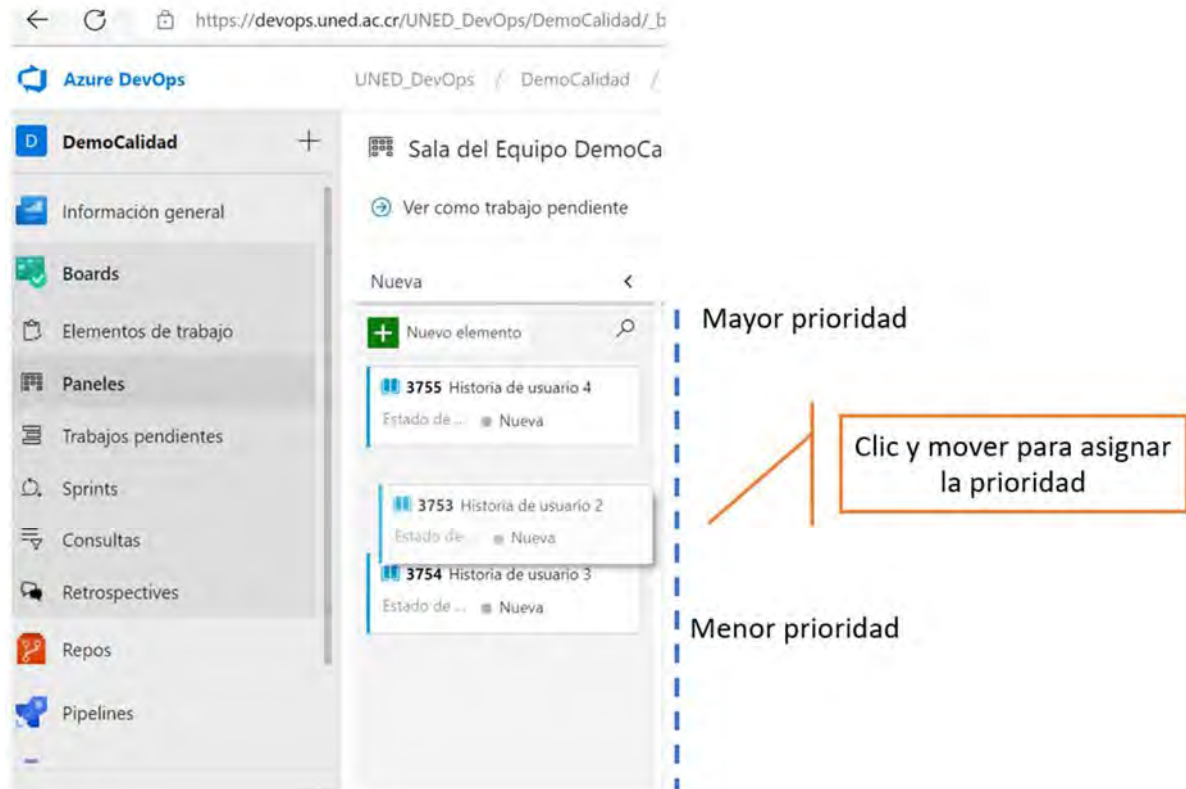 https://devops.uned.ac.cr/UNED_DevOps/DemoCalidad/_b
Azure DevOps
UNED_DevOps / DemoCalidad /
D DemoCalidad
Sala del Equipo DemoCa
Información general
Ver como trabajo pendiente
Boards
Nueva
Elementos de trabajo
Nuevo elemento
Paneles
3755 Historia de usuario 4
Estado de ... Nueva
Trabajos pendientes
Sprints
3753 Historia de usuario 2
Estado de ... Nueva
Consultas
3754 Historia de usuario 3
Estado de ... Nueva
Retrospectives
Repos
Pipelines
Mayor prioridad
Clic y mover para asignar
la prioridad
Menor prioridad